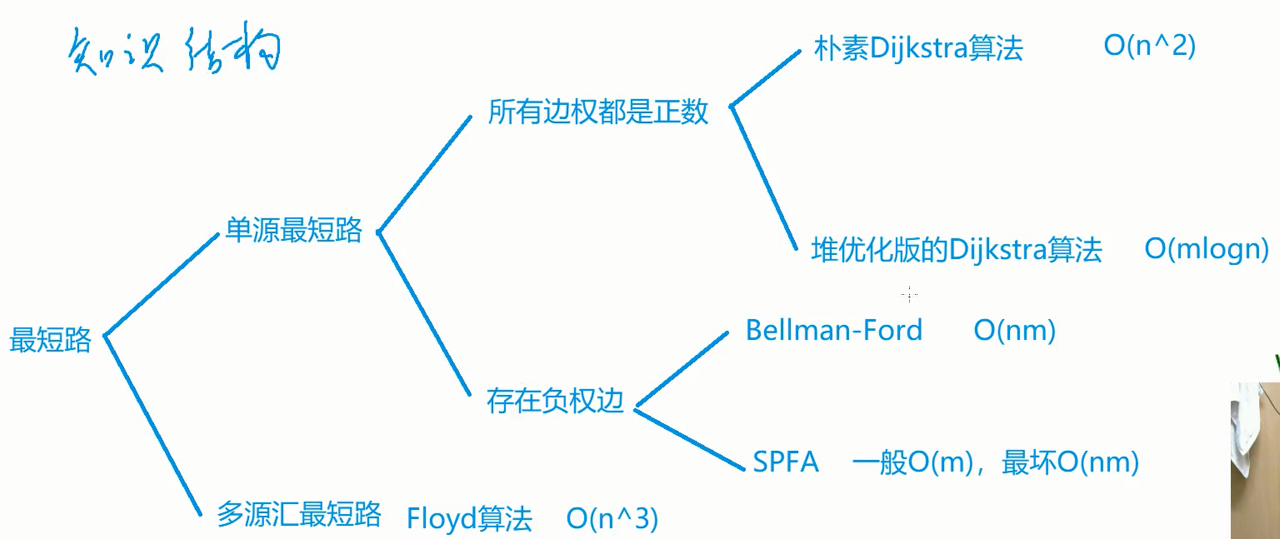 知识结构
朴素Dijkstra算法 O(n^2)
所有边权都是正数
单源最短路
堆优化版的Dijkstra算法 O(mlogn)
最短路
Bellman-Ford O(nm)
存在负权边
SPFA 一般O(m)，最坏O(nm)
多源汇最短路 Floyd算法 O(n^3)